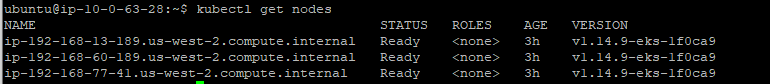 ubuntu@ip-10-0-63-28:~$ kubectl get nodes
NAME STATUS ROLES AGE VERSION
ip-192-168-13-189.us-west-2.compute.internal Ready <none> 3h v1.14.9-eks-1f0ca9
ip-192-168-60-189.us-west-2.compute.internal Ready <none> 3h v1.14.9-eks-1f0ca9
ip-192-168-77-41.us-west-2.compute.internal Ready <none> 3h v1.14.9-eks-1f0ca9